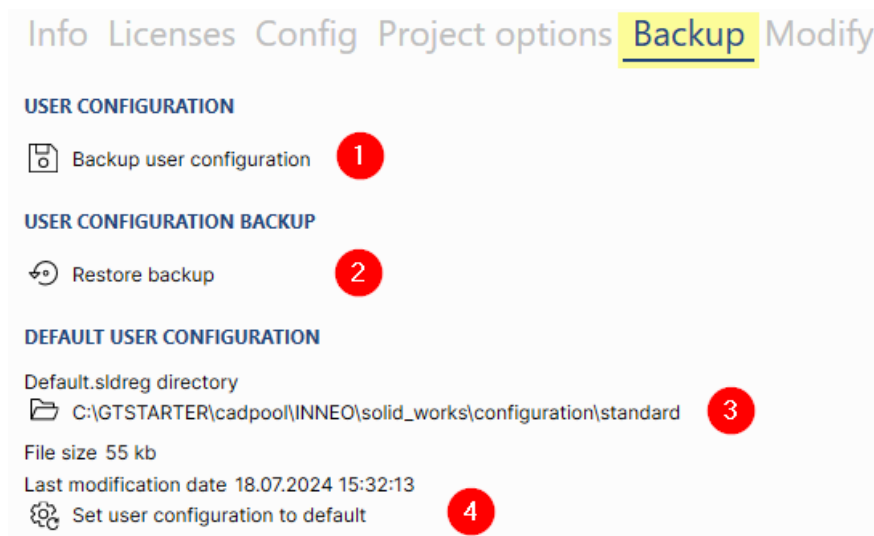 Info Licenses Config Project options Backup Modify
USER CONFIGURATION
Backup user configuration 1
USER CONFIGURATION BACKUP
Restore backup 2
DEFAULT USER CONFIGURATION
Default.sldreg directory
C:\GTSTARTER\cadpool\INNEO\solid_works\configuration\standard 3
File size 55 kb
Last modification date 18.07.2024 15:32:13
Set user configuration to default 4